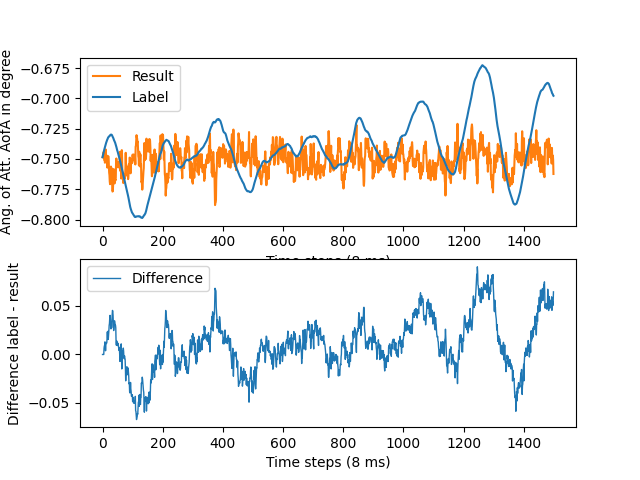 Ang. of Att. AofA in degree
−0.675
−0.700
−0.725
−0.750
−0.775
−0.800
Result
Label
0 200 400 600 800 1000 1200 1400
Time steps (8 ms)
Difference label - result
0.05
0.00
−0.05
Difference
0 200 400 600 800 1000 1200 1400
Time steps (8 ms)